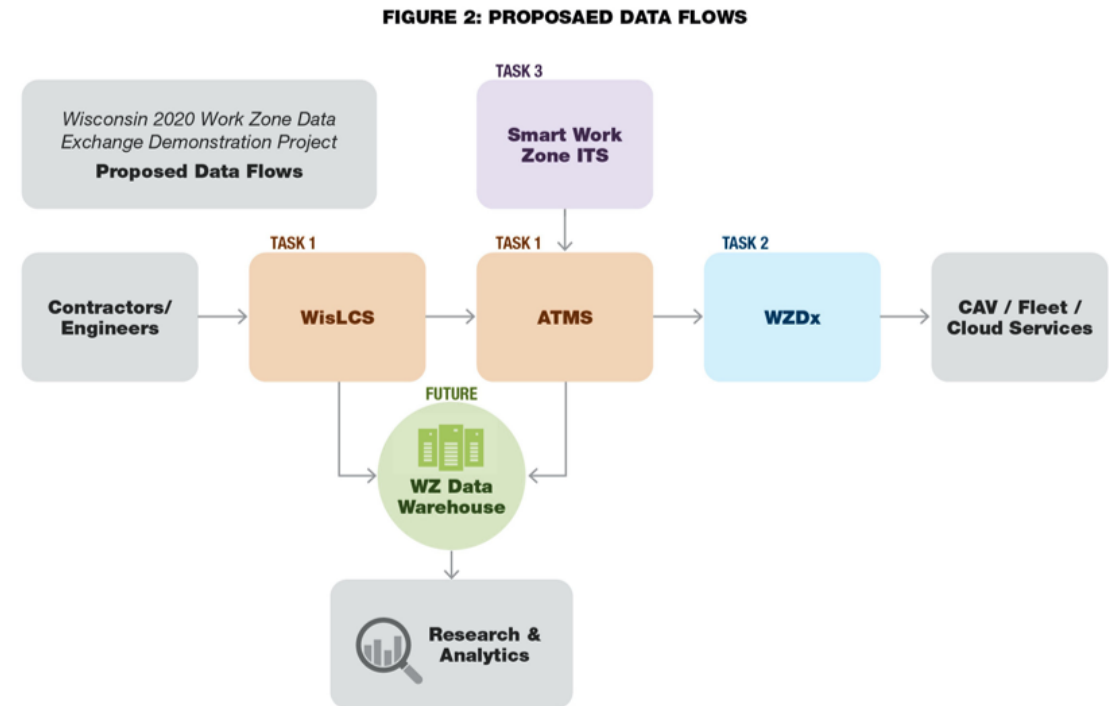 FIGURE 2: PROPOSAED DATA FLOWS
Wisconsin 2020 Work Zone Data
Exchange Demonstration Project
Proposed Data Flows
TASK 3
Smart Work
Zone ITS
Contractors/
Engineers
TASK 1
WisLCS
TASK 1
ATMS
TASK 2
WZDx
CAV / Fleet /
Cloud Services
FUTURE
WZ Data
Warehouse
Research &
Analytics